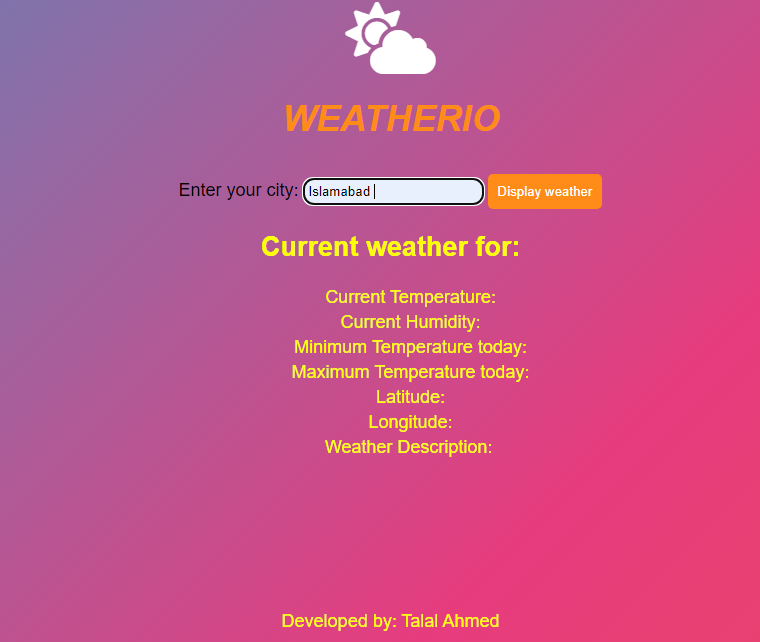 WEATHERIO
Enter your city: Islamabad Display weather
Current weather for:
Current Temperature:
Current Humidity:
Minimum Temperature today:
Maximum Temperature today:
Latitude:
Longitude:
Weather Description:
Developed by: Talal Ahmed